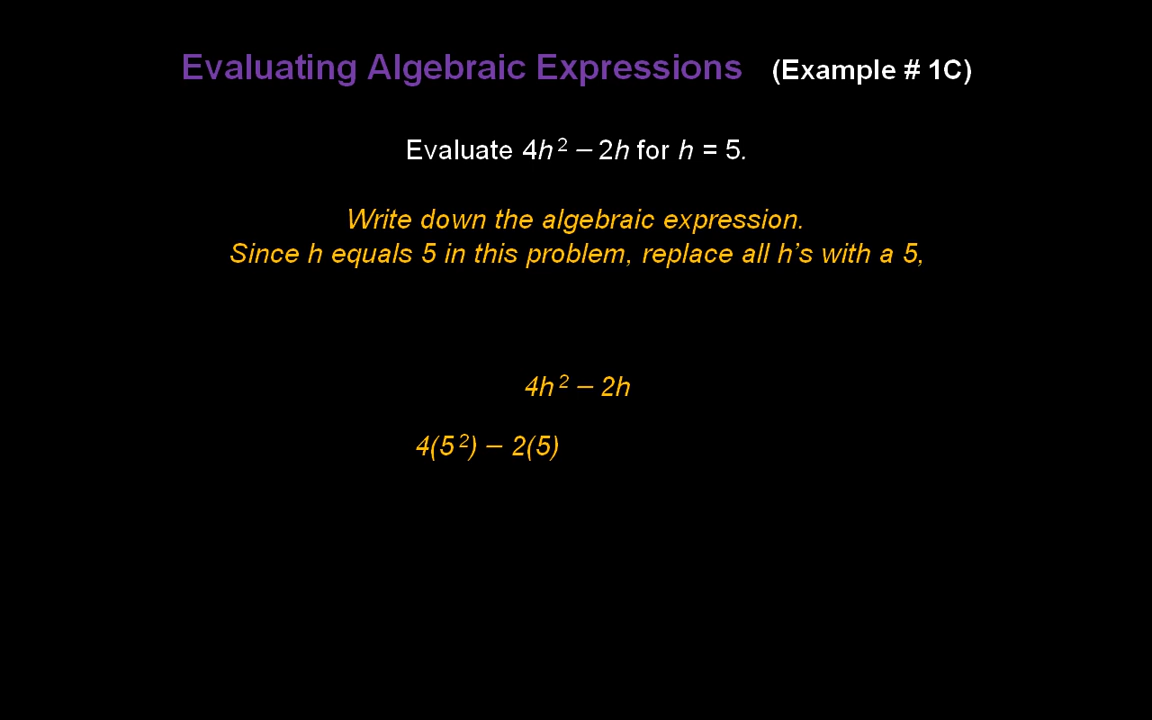 Evaluating Algebraic Expressions (Example # 1C)
Evaluate 4h² – 2h for h = 5.
Write down the algebraic expression.
Since h equals 5 in this problem, replace all h’s with a 5,
4h² – 2h
4(5²) – 2(5)